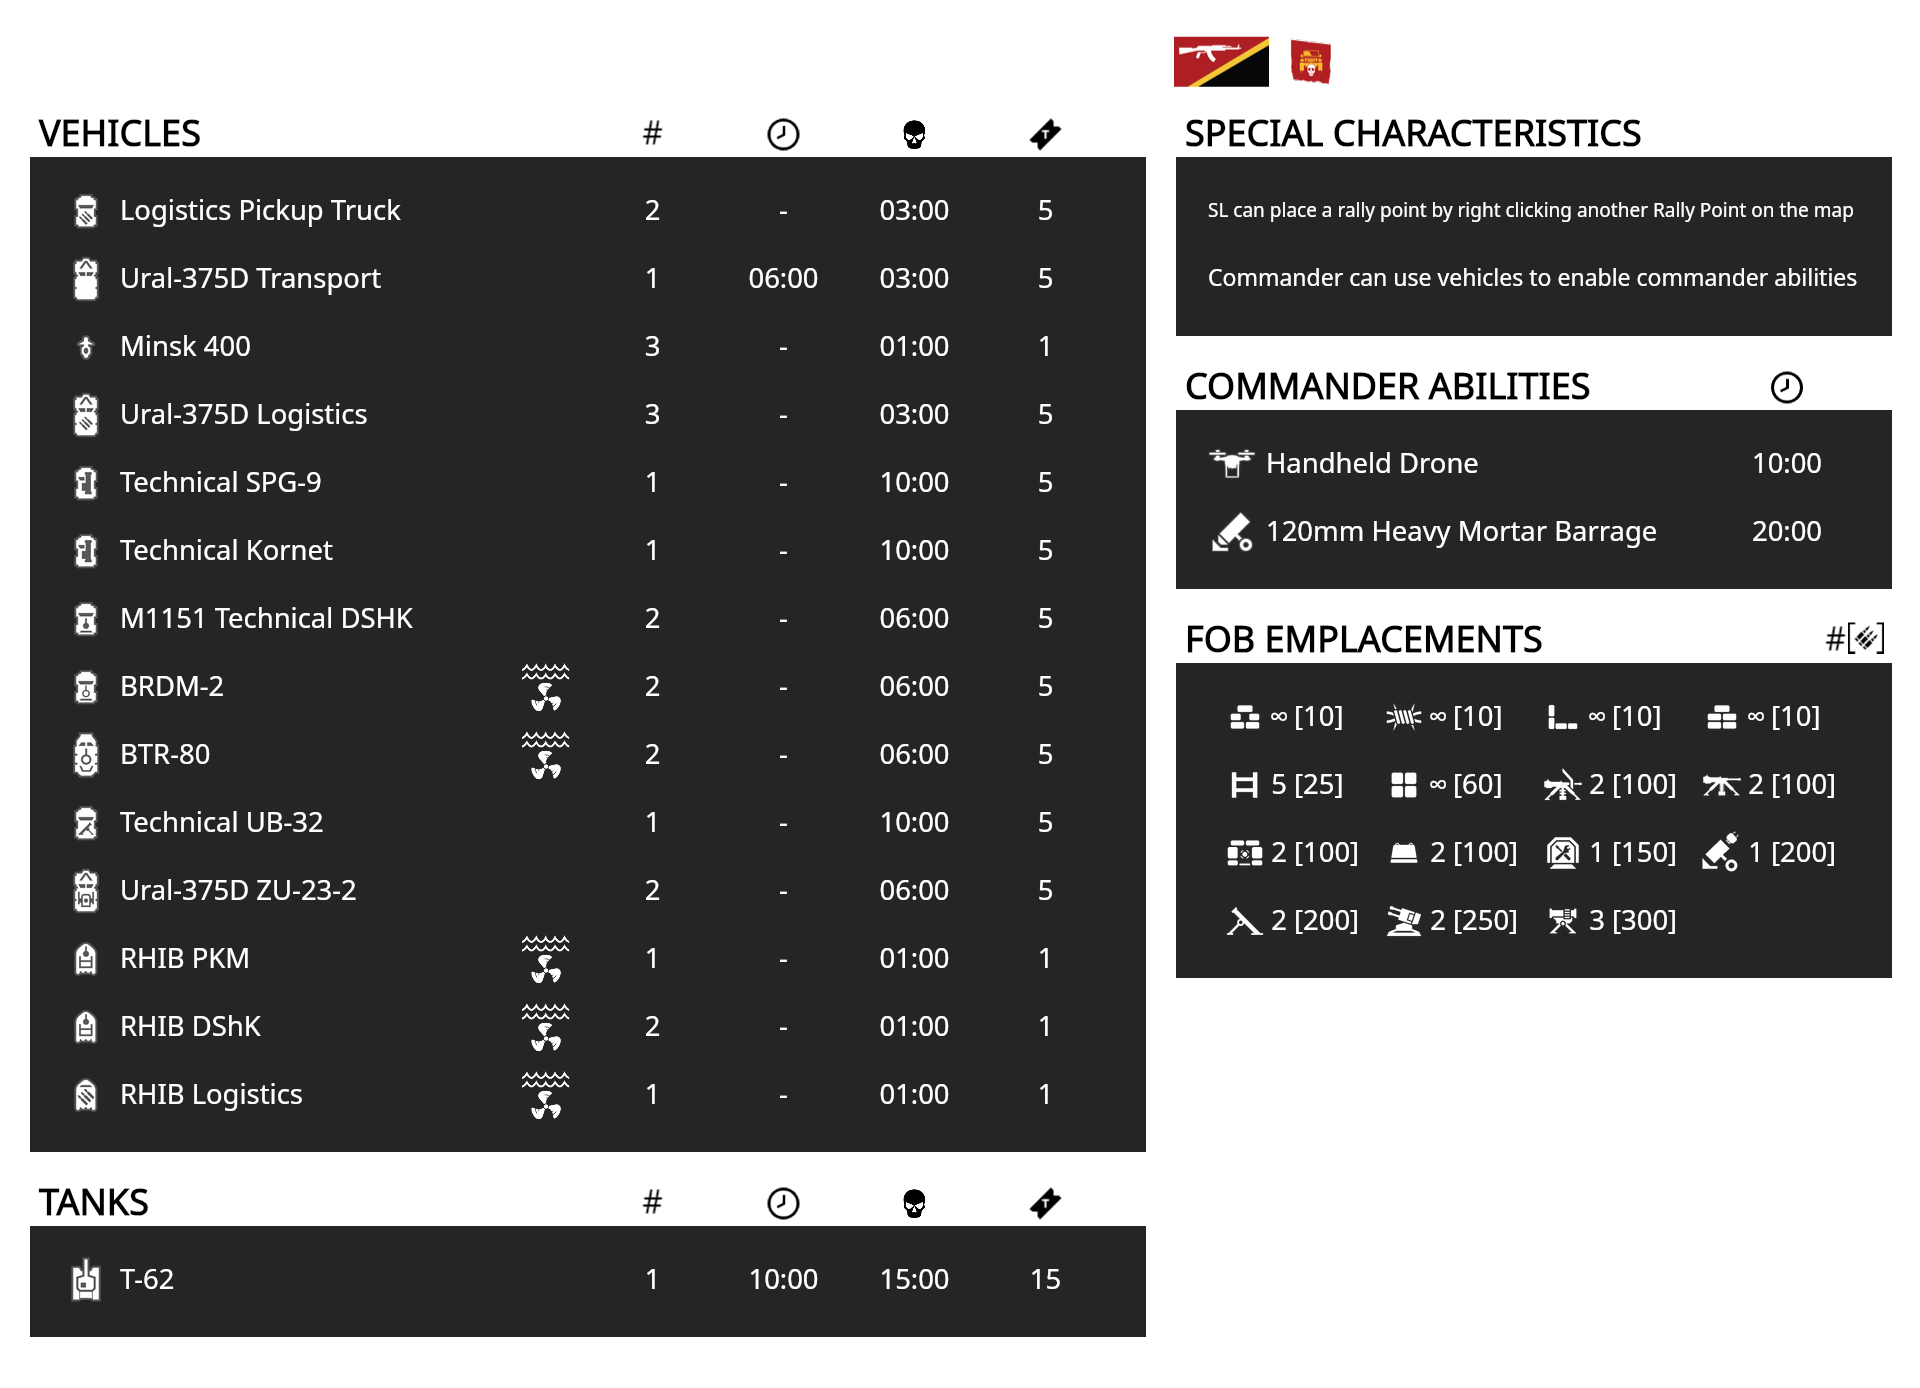 VEHICLES #
Logistics Pickup Truck 2 - 03:00 5
Ural-375D Transport 1 06:00 03:00 5
Minsk 400 3 - 01:00 1
Ural-375D Logistics 3 - 03:00 5
Technical SPG-9 1 - 10:00 5
Technical Kornet 1 - 10:00 5
M1151 Technical DSHK 2 - 06:00 5
BRDM-2 2 - 06:00 5
BTR-80 2 - 06:00 5
Technical UB-32 1 - 10:00 5
Ural-375D ZU-23-2 2 - 06:00 5
RHIB PKM 1 - 01:00 1
RHIB DShK 2 - 01:00 1
RHIB Logistics 1 - 01:00 1
TANKS #
T-62 1 10:00 15:00 15
SPECIAL CHARACTERISTICS
SL can place a rally point by right clicking another Rally Point on the map
Commander can use vehicles to enable commander abilities
COMMANDER ABILITIES
Handheld Drone 10:00
120mm Heavy Mortar Barrage 20:00
FOB EMPLACEMENTS #[]
∞ [10] ∞ [10] ∞ [10] ∞ [10]
5 [25] ∞ [60] 2 [100] 2 [100]
2 [100] 2 [100] 1 [150] 1 [200]
2 [200] 2 [250] 3 [300]